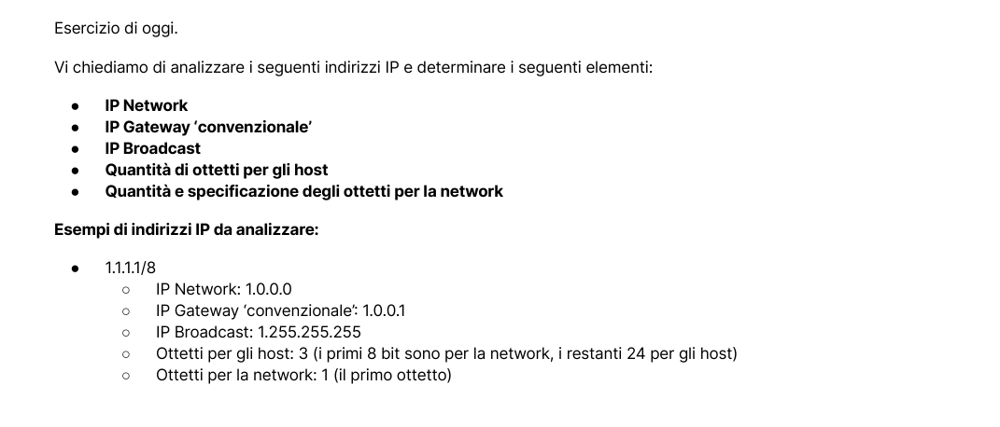 Esercizio di oggi.
Vi chiediamo di analizzare i seguenti indirizzi IP e determinare i seguenti elementi:
● IP Network
● IP Gateway ‘convenzionale’
● IP Broadcast
● Quantità di ottetti per gli host
● Quantità e specificazione degli ottetti per la network
Esempi di indirizzi IP da analizzare:
● 1.1.1.1/8
○ IP Network: 1.0.0.0
○ IP Gateway ‘convenzionale’: 1.0.0.1
○ IP Broadcast: 1.255.255.255
○ Ottetti per gli host: 3 (i primi 8 bit sono per la network, i restanti 24 per gli host)
○ Ottetti per la network: 1 (il primo ottetto)